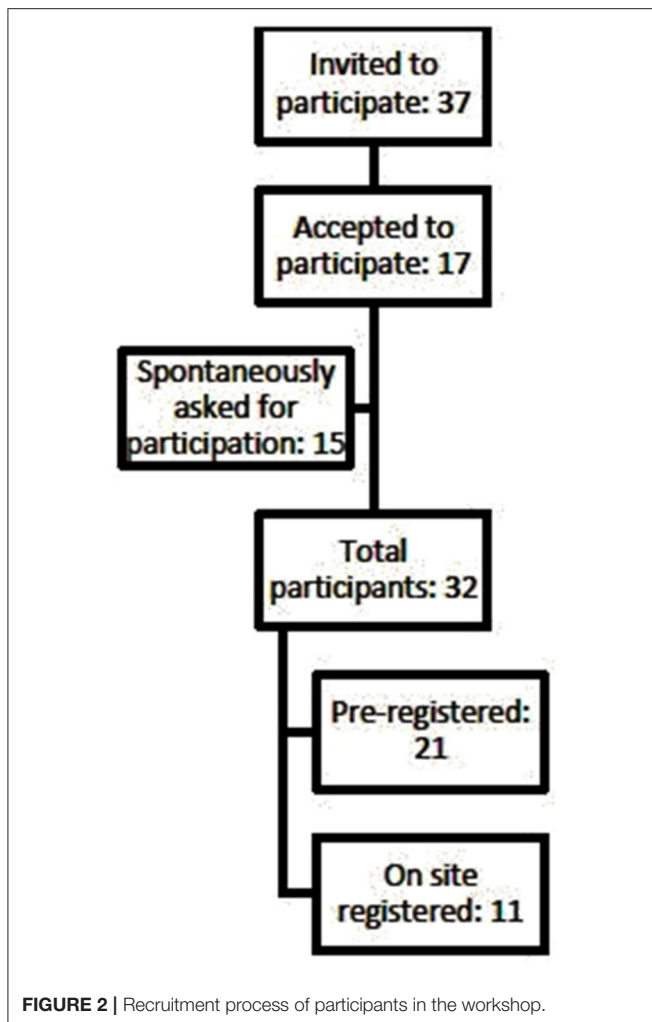 Invited to
participate: 37
Accepted to
participate: 17
Spontaneously
asked for
participation: 15
Total
participants: 32
Pre-registered:
21
On site
registered: 11
FIGURE 2 | Recruitment process of participants in the workshop.